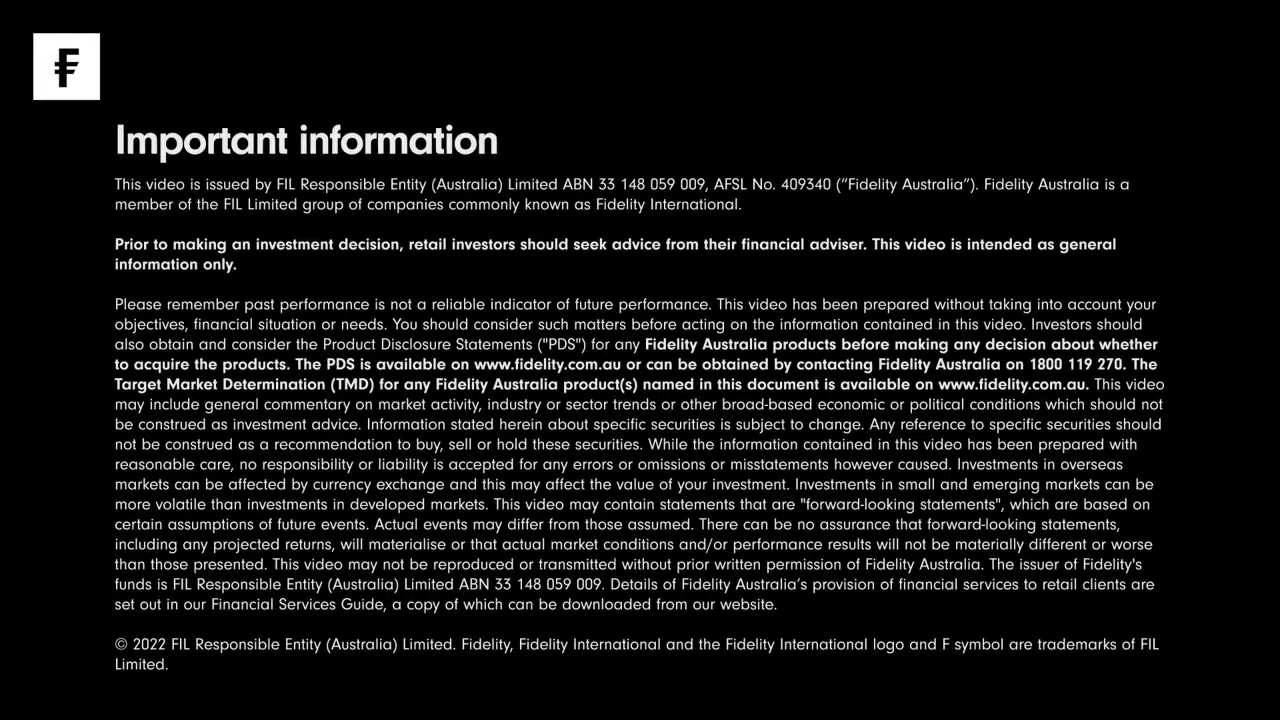 F
Important information
This video is issued by FIL Responsible Entity (Australia) Limited ABN 33 148 059 009, AFSL No. 409340 (“Fidelity Australia”). Fidelity Australia is a
member of the FIL Limited group of companies commonly known as Fidelity International.
Prior to making an investment decision, retail investors should seek advice from their financial adviser. This video is intended as general
information only.
Please remember past performance is not a reliable indicator of future performance. This video has been prepared without taking into account your
objectives, financial situation or needs. You should consider such matters before acting on the information contained in this video. Investors should
also obtain and consider the Product Disclosure Statements ("PDS") for any Fidelity Australia products before making any decision about whether
to acquire the products. The PDS is available on www.fidelity.com.au or can be obtained by contacting Fidelity Australia on 1800 119 270. The
Target Market Determination (TMD) for any Fidelity Australia product(s) named in this document is available on www.fidelity.com.au. This video
may include general commentary on market activity, industry or sector trends or other broad-based economic or political conditions which should not
be construed as investment advice. Information stated herein about specific securities is subject to change. Any reference to specific securities should
not be construed as a recommendation to buy, sell or hold these securities. While the information contained in this video has been prepared with
reasonable care, no responsibility or liability is accepted for any errors or omissions or misstatements however caused. Investments in overseas
markets can be affected by currency exchange and this may affect the value of your investment. Investments in small and emerging markets can be
more volatile than investments in developed markets. This video may contain statements that are "forward-looking statements", which are based on
certain assumptions of future events. Actual events may differ from those assumed. There can be no assurance that forward-looking statements,
including any projected returns, will materialise or that actual market conditions and/or performance results will not be materially different or worse
than those presented. This video may not be reproduced or transmitted without prior written permission of Fidelity Australia. The issuer of Fidelity's
funds is FIL Responsible Entity (Australia) Limited ABN 33 148 059 009. Details of Fidelity Australia’s provision of financial services to retail clients are
set out in our Financial Services Guide, a copy of which can be downloaded from our website.
© 2022 FIL Responsible Entity (Australia) Limited. Fidelity, Fidelity International and the Fidelity International logo and F symbol are trademarks of FIL
Limited.